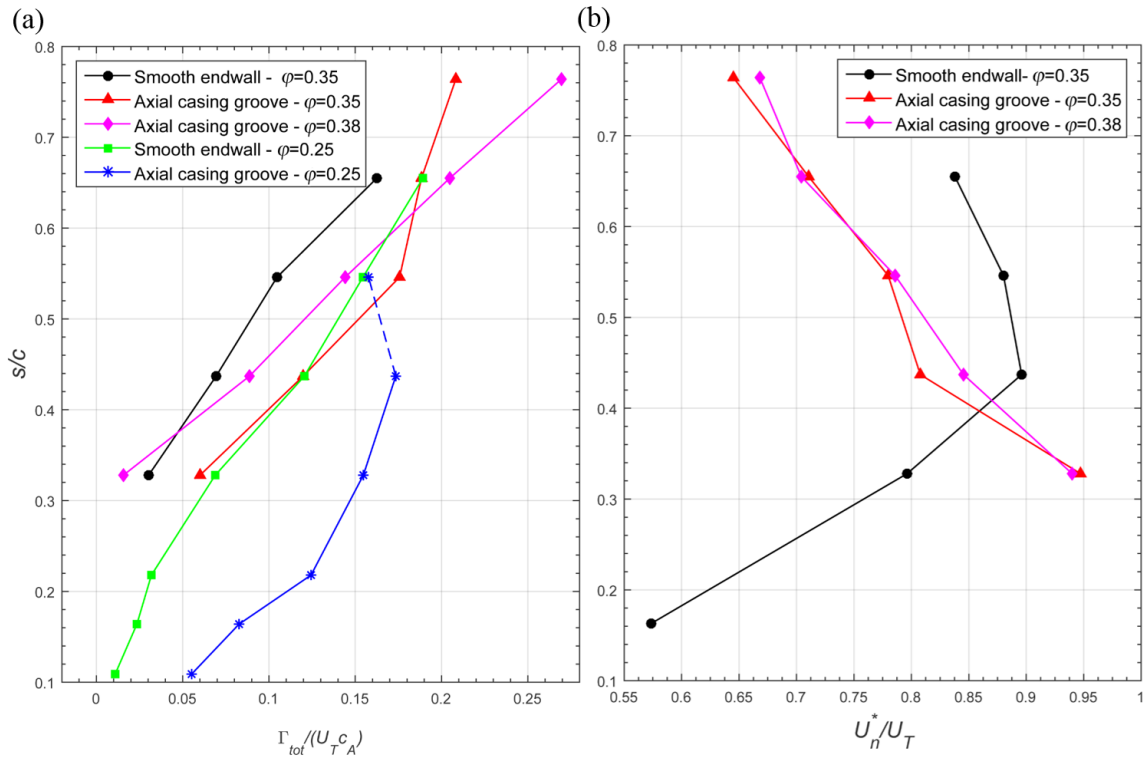 (a)
(b)
0.8
0.7
0.6
0.5
0.4
0.3
0.2
0.1
s/c
Smooth endwall - φ=0.35
Axial casing groove - φ=0.35
Axial casing groove - φ=0.38
Smooth endwall - φ=0.25
Axial casing groove - φ=0.25
0 0.05 0.1 0.15 0.2 0.25
Γtot/(UTcA)
0.8
0.7
0.6
0.5
0.4
0.3
0.2
0.1
Smooth endwall- φ=0.35
Axial casing groove - φ=0.35
Axial casing groove - φ=0.38
0.55 0.6 0.65 0.7 0.75 0.8 0.85 0.9 0.95 1
Un*/UT